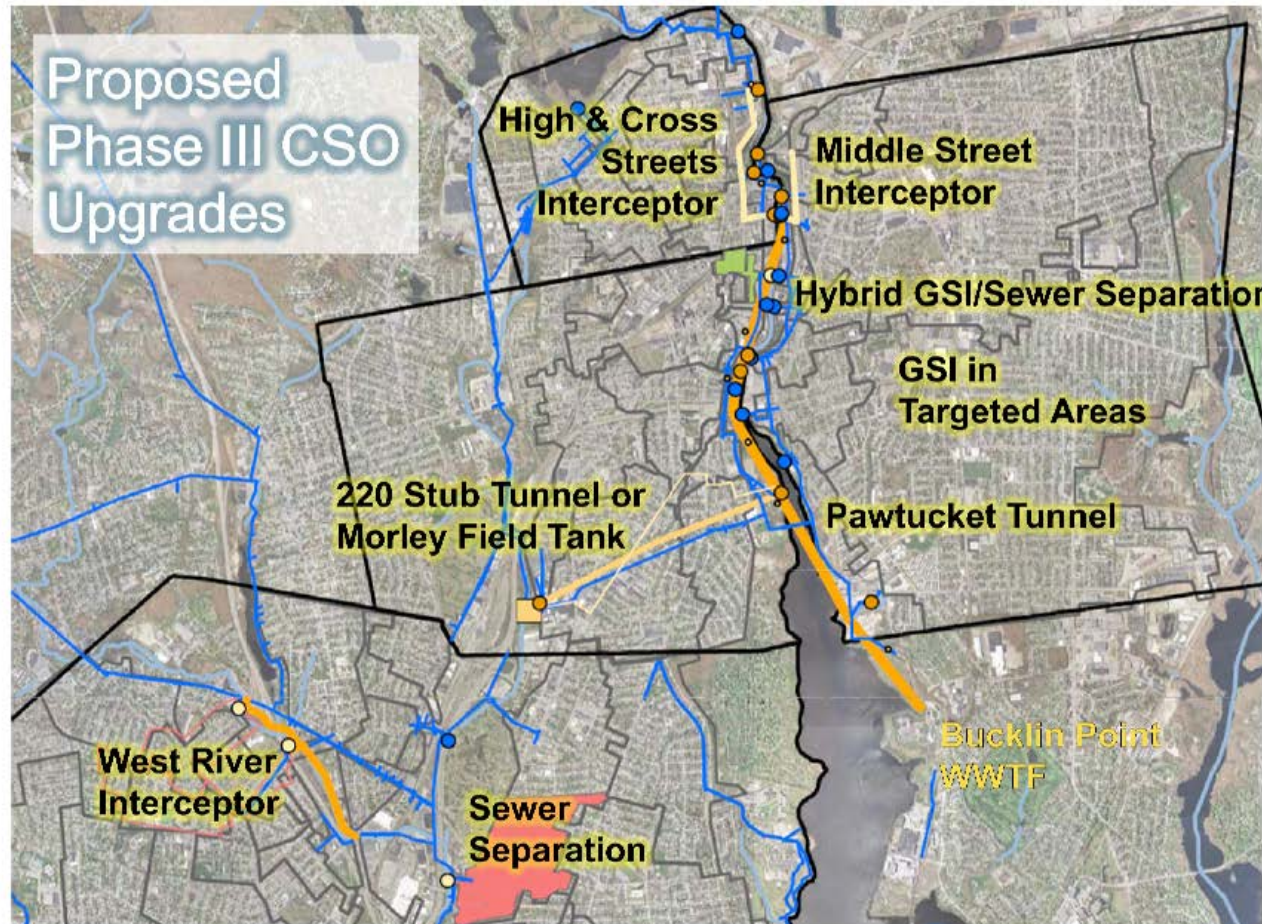 Proposed
Phase III CSO
Upgrades
High & Cross
Streets
Interceptor
Middle Street
Interceptor
Hybrid GSI/Sewer Separation
GSI in
Targeted Areas
220 Stub Tunnel or
Morley Field Tank
Pawtucket Tunnel
Bucklin Point
WWTF
West River
Interceptor
Sewer
Separation